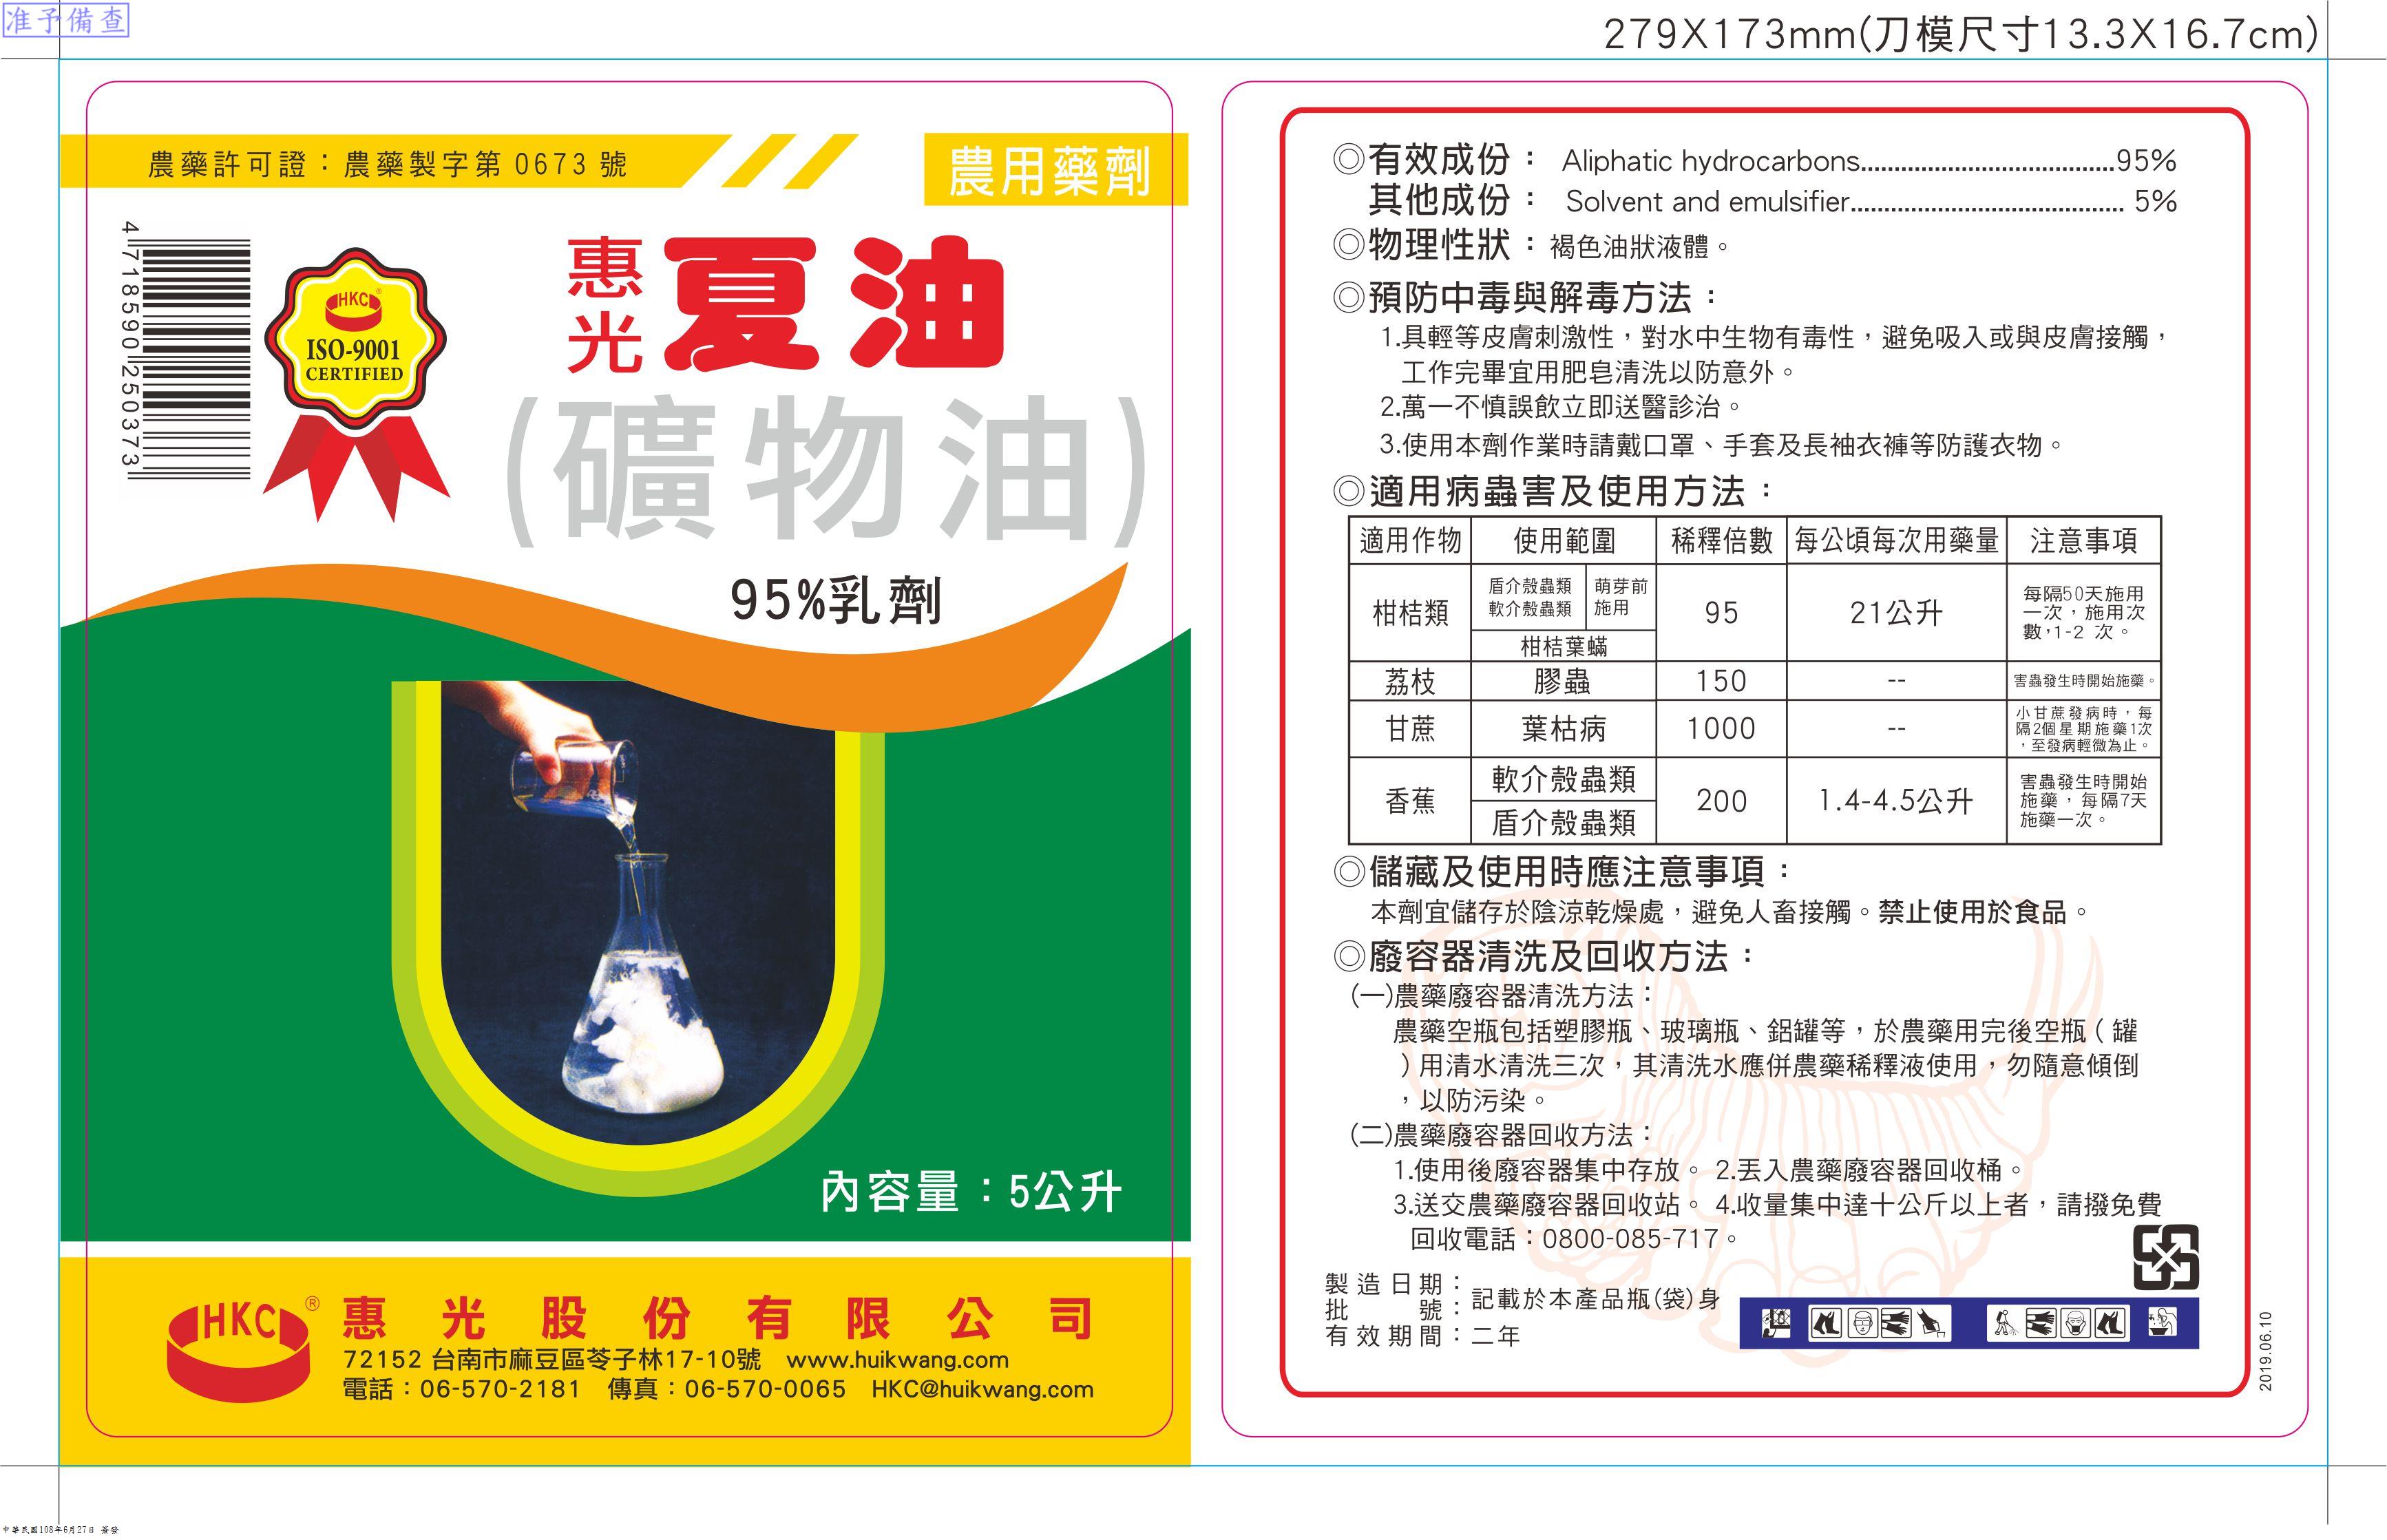 准予備查
279X173mm(刀模尺寸13.3X16.7cm)
農藥許可證：農藥製字第 0673 號
農用藥劑
4 718590 250373
HKC®
ISO-9001
CERTIFIED
惠光 夏油
(礦物油)
95%乳劑
內容量：5公升
HKC ®
惠光股份有限公司
72152 台南市麻豆區苓子林17-10號 www.huikwang.com
電話：06-570-2181 傳真：06-570-0065 HKC@huikwang.com
◎有效成份： Aliphatic hydrocarbons......................................95%
其他成份： Solvent and emulsifier......................................... 5%
◎物理性狀：褐色油狀液體。
◎預防中毒與解毒方法：
1.具輕等皮膚刺激性，對水中生物有毒性，避免吸入或與皮膚接觸，
工作完畢宜用肥皂清洗以防意外。
2.萬一不慎誤飲立即送醫診治。
3.使用本劑作業時請戴口罩、手套及長袖衣褲等防護衣物。
◎適用病蟲害及使用方法：
適用作物 使用範圍 稀釋倍數 每公頃每次用藥量 注意事項
柑桔類
盾介殼蟲類
軟介殼蟲類
萌芽前
施用
柑桔葉蟎
95
21公升
每隔50天施用
一次，施用次
數，1-2 次。
荔枝 膠蟲 150 -- 害蟲發生時開始施藥。
甘蔗 葉枯病 1000 --
小甘蔗發病時，每
隔2個星期施藥1次
，至發病輕微為止。
香蕉
軟介殼蟲類
盾介殼蟲類
200
1.4-4.5公升
害蟲發生時開始
施藥，每隔7天
施藥一次。
◎儲藏及使用時應注意事項：
本劑宜儲存於陰涼乾燥處，避免人畜接觸。禁止使用於食品。
◎廢容器清洗及回收方法：
(一)農藥廢容器清洗方法：
農藥空瓶包括塑膠瓶、玻璃瓶、鋁罐等，於農藥用完後空瓶（罐
）用清水清洗三次，其清洗水應併農藥稀釋液使用，勿隨意傾倒
，以防污染。
(二)農藥廢容器回收方法：
1.使用後廢容器集中存放。 2.丟入農藥廢容器回收桶。
3.送交農藥廢容器回收站。 4.收量集中達十公斤以上者，請撥免費
回收電話：0800-085-717。
製造日期：
批號：
記載於本產品瓶(袋)身
有效期間：二年
2019.06.10
中華民國108年6月27日 簽發